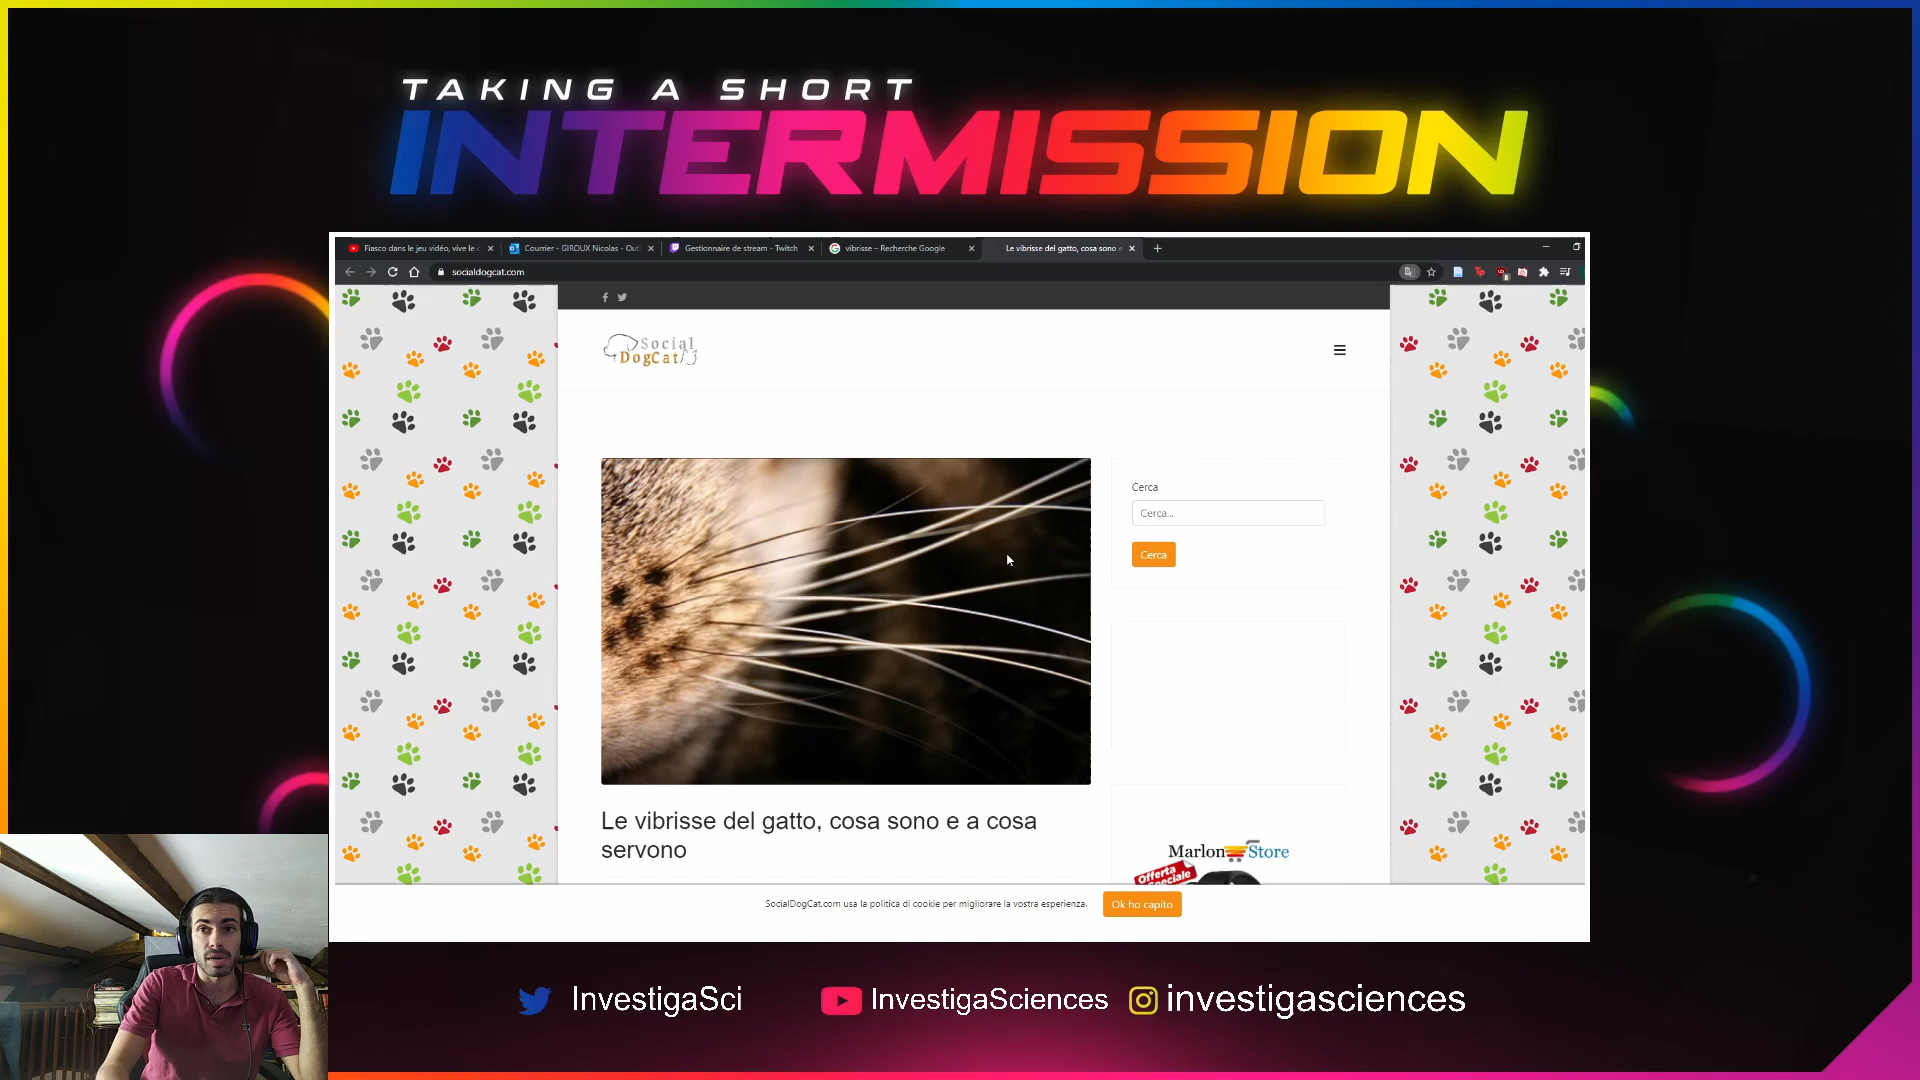 TAKING A SHORT
INTERMISSION
Fiasco dans le jeu vidéo, vive le
Courrier - GIROUX Nicolas - Out
Gestionnaire de stream - Twitch
vibrisse – Recherche Google
Le vibrisse del gatto, cosa sono e
socialdogcat.com
Social
DogCat
Cerca
Cerca...
Cerca
Le vibrisse del gatto, cosa sono e a cosa
servono
Marlon Store
Offerta
Speciale
SocialDogCat.com usa la politica di cookie per migliorare la vostra esperienza.
Ok ho capito
InvestigaSci
InvestigaSciences
investigasciences